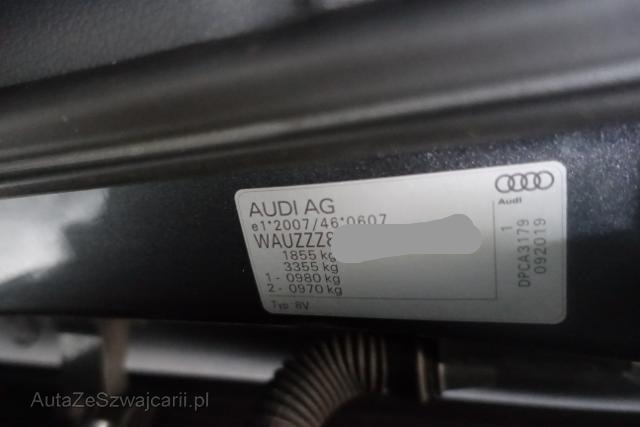 AUDI AG
e1*2007/46*0607
WAUZZZ8
1855 kg
3355 kg
1- 0980 kg
2- 0970 kg
Typ 8V
Audi
1
DPCA3179
092019
AutaZeSzwajcarii.pl